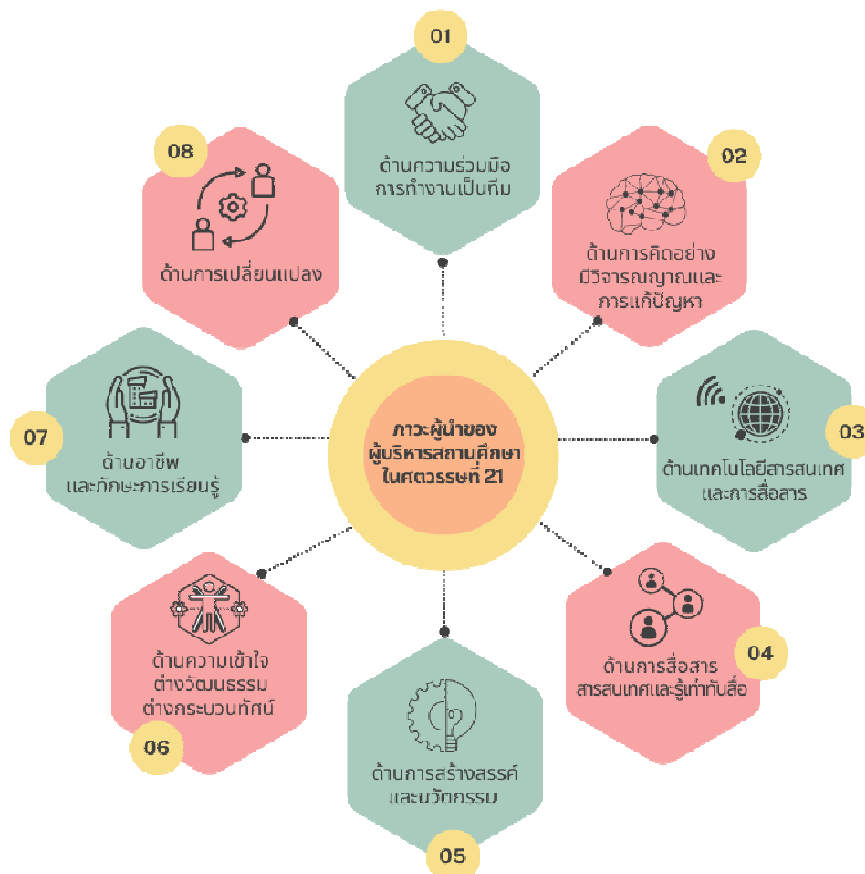 01
ด้านความร่วมมือ
การทำงานเป็นทีม
02
ด้านการคิดอย่าง
มีวิจารณญาณและ
การแก้ปัญหา
03
ด้านเทคโนโลยีสารสนเทศ
และการสื่อสาร
04
ด้านการสื่อสาร
สารสนเทศและรู้เท่าทันสื่อ
05
ด้านการสร้างสรรค์
และนวัตกรรม
06
ด้านความเข้าใจ
ต่างวัฒนธรรม
ต่างกระบวนทัศน์
07
ด้านอาชีพ
และทักษะการเรียนรู้
08
ด้านการเปลี่ยนแปลง
ภาวะผู้นำของ
ผู้บริหารสถานศึกษา
ในศตวรรษที่ 21